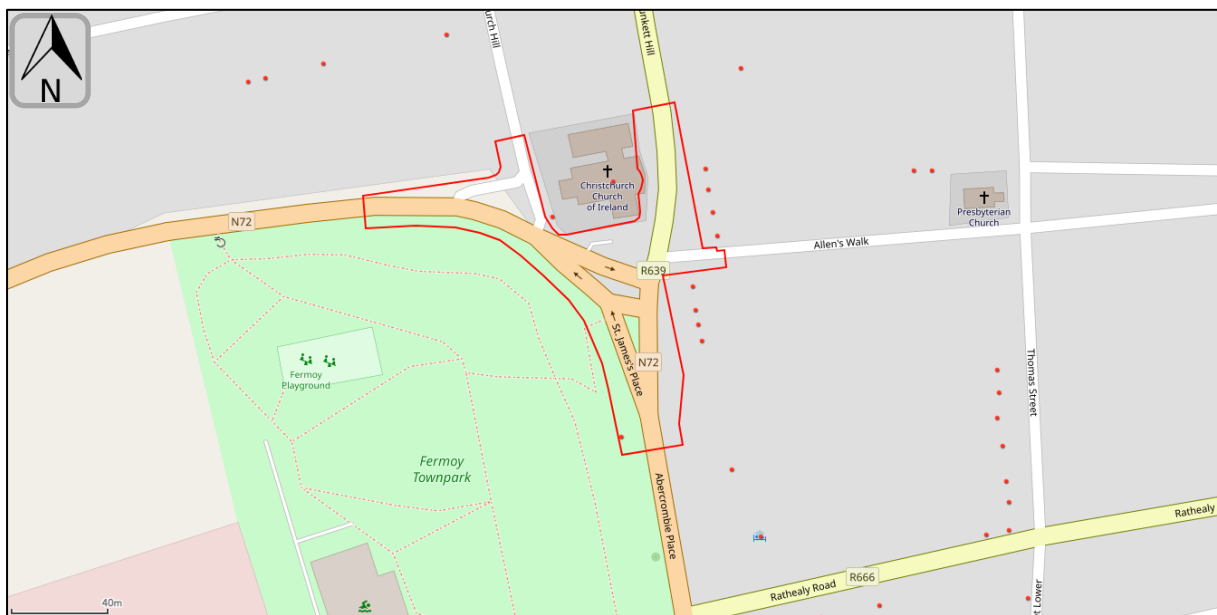 N
urch Hill
unkett Hill
Christchurch
Church
of Ireland
Presbyterian
Church
N72
Allen's Walk
R639
St. James's Place
N72
Fermoy
Playground
Thomas Street
Fermoy
Townpark
Abercrombie Place
Rathealy
R666
Rathealy Road
et Lower
40m